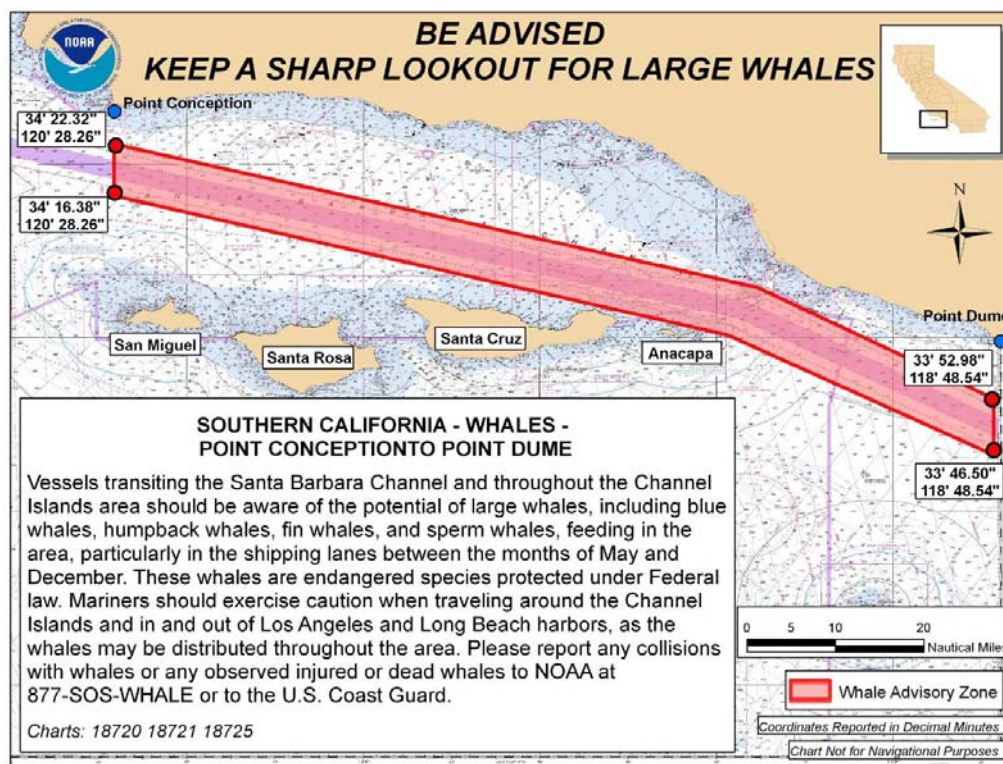 NOAA
BE ADVISED
KEEP A SHARP LOOKOUT FOR LARGE WHALES
Point Conception
34' 22.32"
120' 28.26"
34' 16.38"
120' 28.26"
N
Point Dume
San Miguel
Santa Rosa
Santa Cruz
Anacapa
33' 52.98"
118' 48.54"
33' 46.50"
118' 48.54"
SOUTHERN CALIFORNIA - WHALES -
POINT CONCEPTIONTO POINT DUME
Vessels transiting the Santa Barbara Channel and throughout the Channel
Islands area should be aware of the potential of large whales, including blue
whales, humpback whales, fin whales, and sperm whales, feeding in the
area, particularly in the shipping lanes between the months of May and
December. These whales are endangered species protected under Federal
law. Mariners should exercise caution when traveling around the Channel
Islands and in and out of Los Angeles and Long Beach harbors, as the
whales may be distributed throughout the area. Please report any collisions
with whales or any observed injured or dead whales to NOAA at
877-SOS-WHALE or to the U.S. Coast Guard.
Charts: 18720 18721 18725
0 5 10 20
Nautical Miles
Whale Advisory Zone
Coordinates Reported in Decimal Minutes
Chart Not for Navigational Purposes